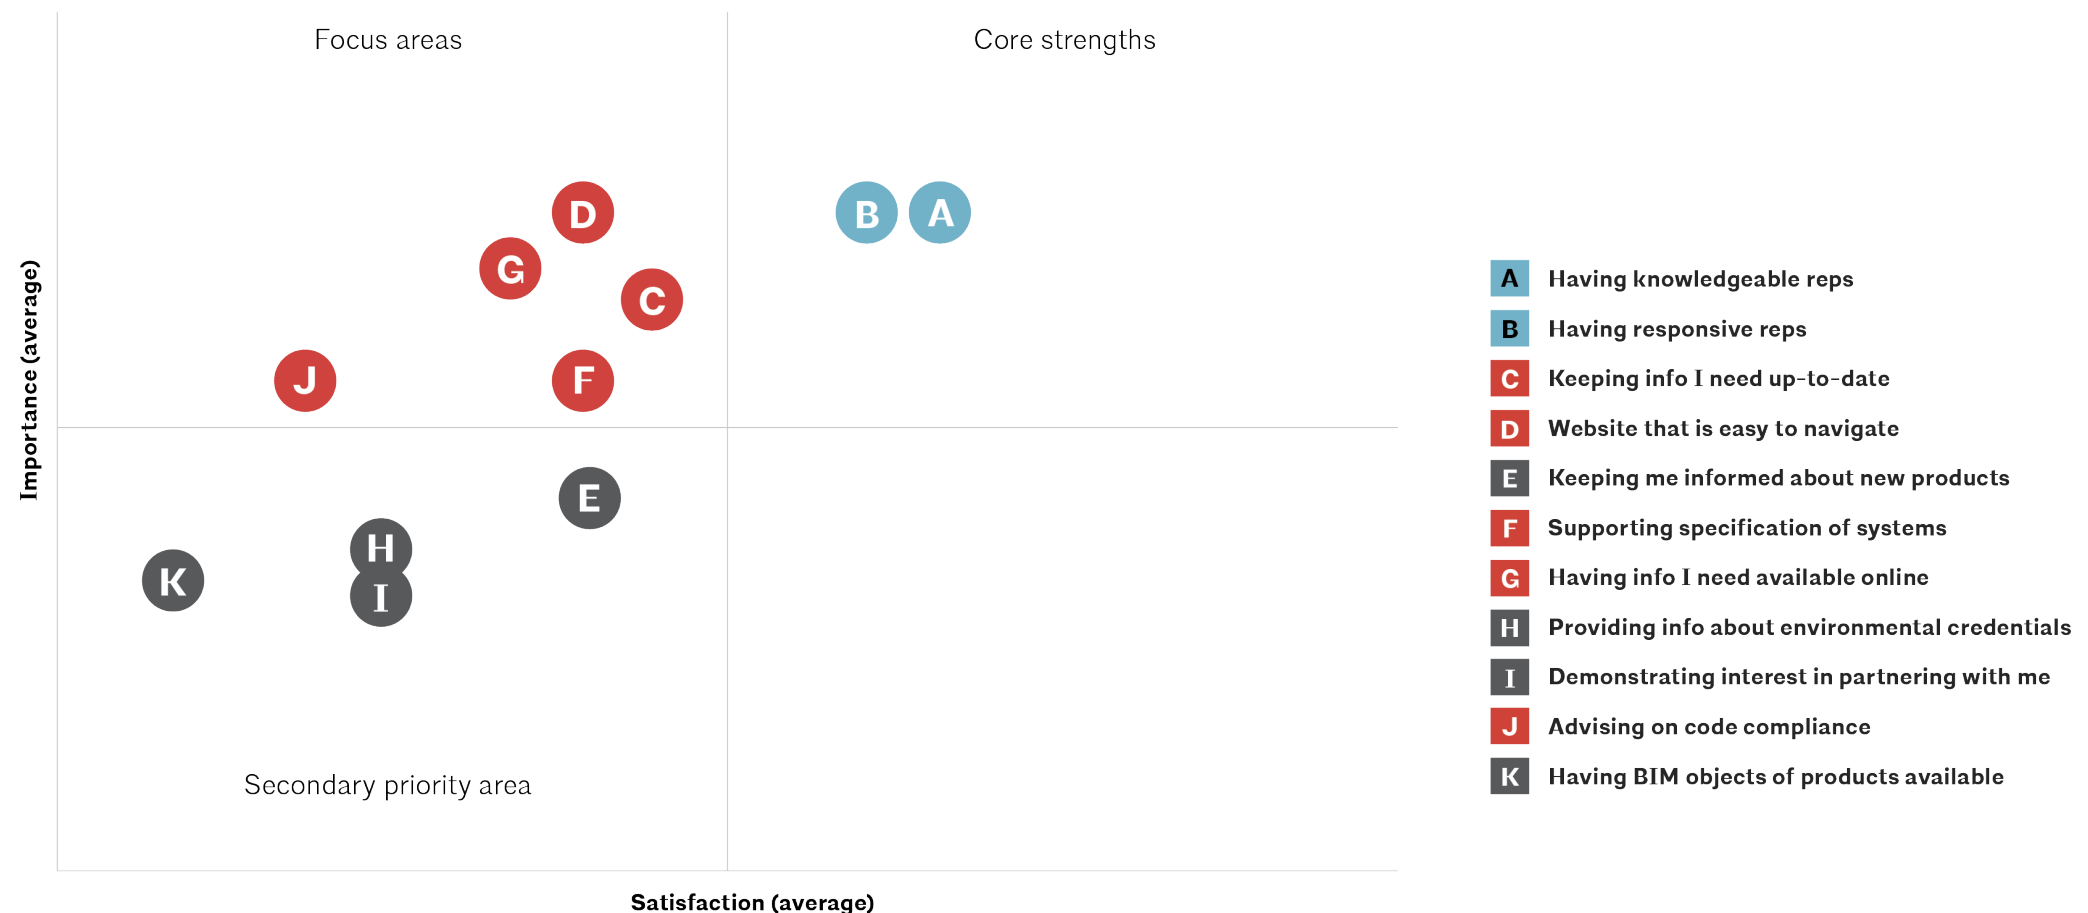 Focus areas
Core strengths
D
B
A
G
C
J
F
E
H
K
I
Secondary priority area
Importance (average)
Satisfaction (average)
A Having knowledgeable reps
B Having responsive reps
C Keeping info I need up-to-date
D Website that is easy to navigate
E Keeping me informed about new products
F Supporting specification of systems
G Having info I need available online
H Providing info about environmental credentials
I Demonstrating interest in partnering with me
J Advising on code compliance
K Having BIM objects of products available